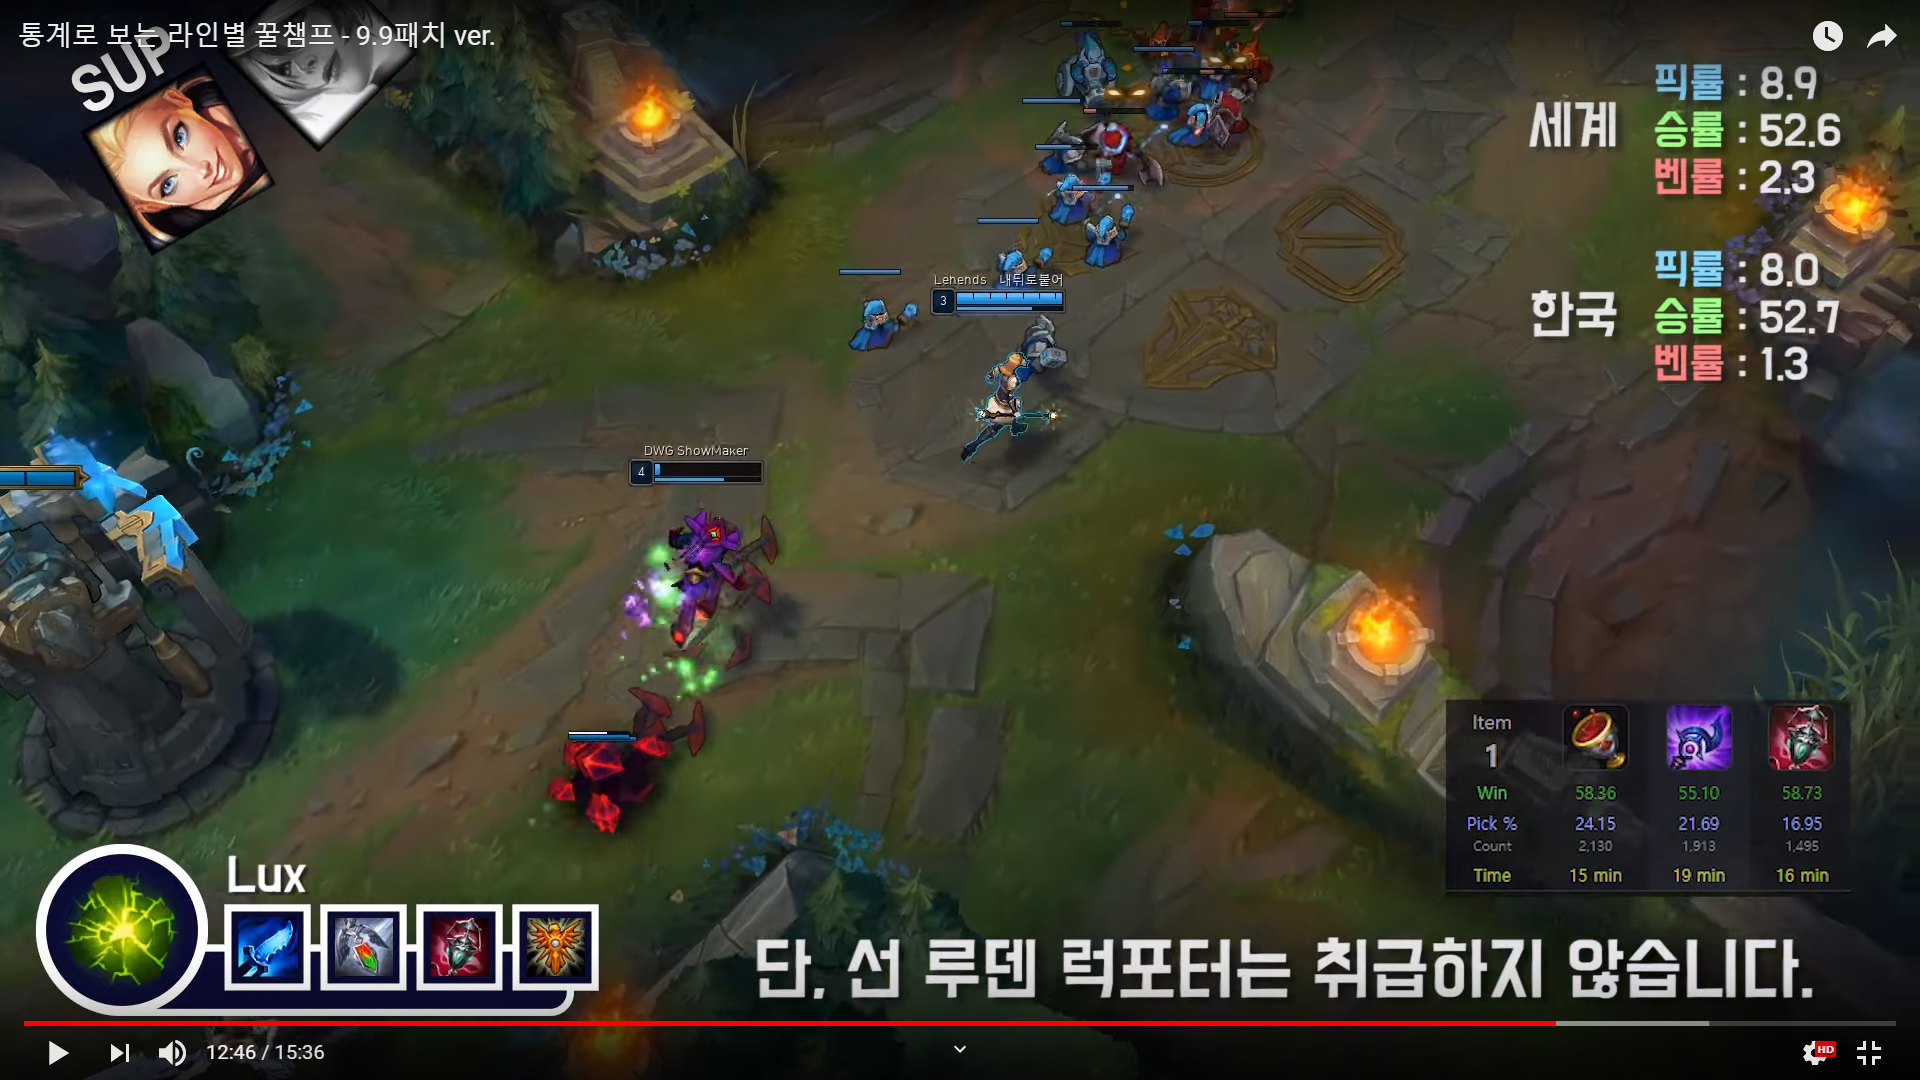 통계로 보는 라인별 꿀챔프 - 9.9패치 ver.
SUP
세계
픽률 : 8.9
승률 : 52.6
벤률 : 2.3
한국
픽률 : 8.0
승률 : 52.7
벤률 : 1.3
Lehends 내뒤로붙어
3
DWG ShowMaker
4
Item 1
Win 58.36 55.10 58.73
Pick % 24.15 21.69 16.95
Count 2,130 1,913 1,495
Time 15 min 19 min 16 min
Lux
단, 선 루덴 럭포터는 취급하지 않습니다.
12:46 / 15:36
HD